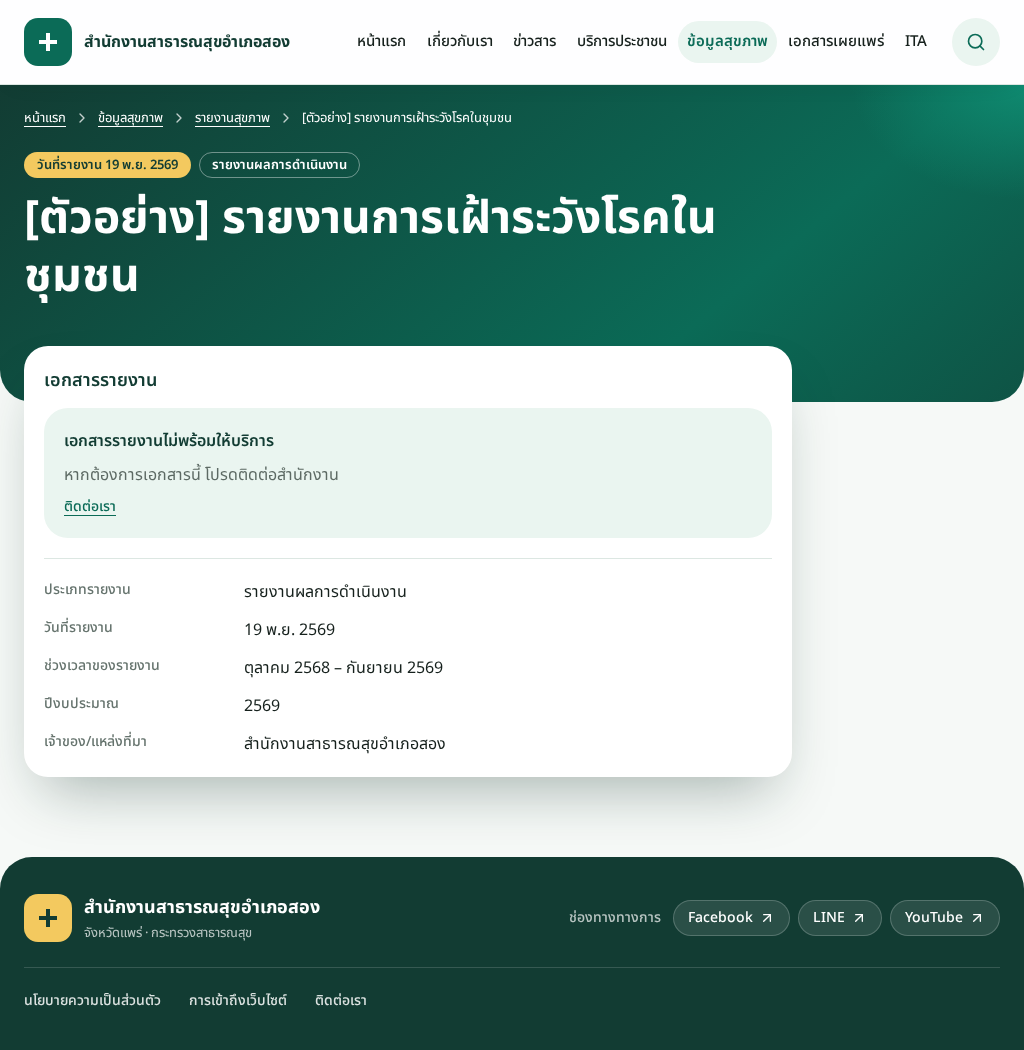 สำนักงานสาธารณสุขอำเภอสอง
หน้าแรก
เกี่ยวกับเรา
ข่าวสาร
บริการประชาชน
ข้อมูลสุขภาพ
เอกสารเผยแพร่
ITA
หน้าแรก
ข้อมูลสุขภาพ
รายงานสุขภาพ
[ตัวอย่าง] รายงานการเฝ้าระวังโรคในชุมชน
วันที่รายงาน 19 พ.ย. 2569
รายงานผลการดำเนินงาน
[ตัวอย่าง] รายงานการเฝ้าระวังโรคใน
ชุมชน
เอกสารรายงาน
เอกสารรายงานไม่พร้อมให้บริการ
หากต้องการเอกสารนี้ โปรดติดต่อสำนักงาน
ติดต่อเรา
ประเภทรายงาน
รายงานผลการดำเนินงาน
วันที่รายงาน
19 พ.ย. 2569
ช่วงเวลาของรายงาน
ตุลาคม 2568 – กันยายน 2569
ปีงบประมาณ
2569
เจ้าของ/แหล่งที่มา
สำนักงานสาธารณสุขอำเภอสอง
สำนักงานสาธารณสุขอำเภอสอง
จังหวัดแพร่ · กระทรวงสาธารณสุข
ช่องทางทางการ
Facebook
LINE
YouTube
นโยบายความเป็นส่วนตัว
การเข้าถึงเว็บไซต์
ติดต่อเรา